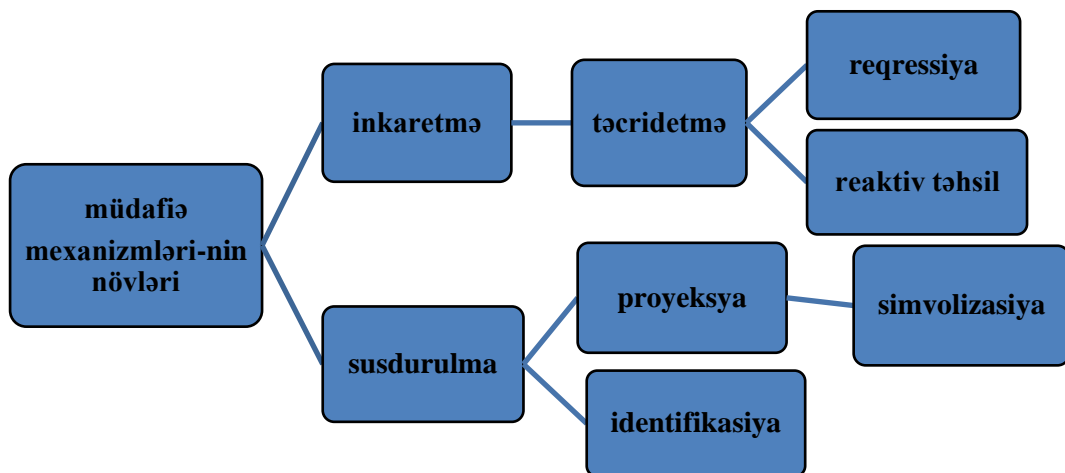 müdafiə
mexanizmləri-nin
növləri
inkaretmə
təcridetmə
reqressiya
reaktiv təhsil
susdurulma
proyeksya
simvolizasiya
identifikasiya